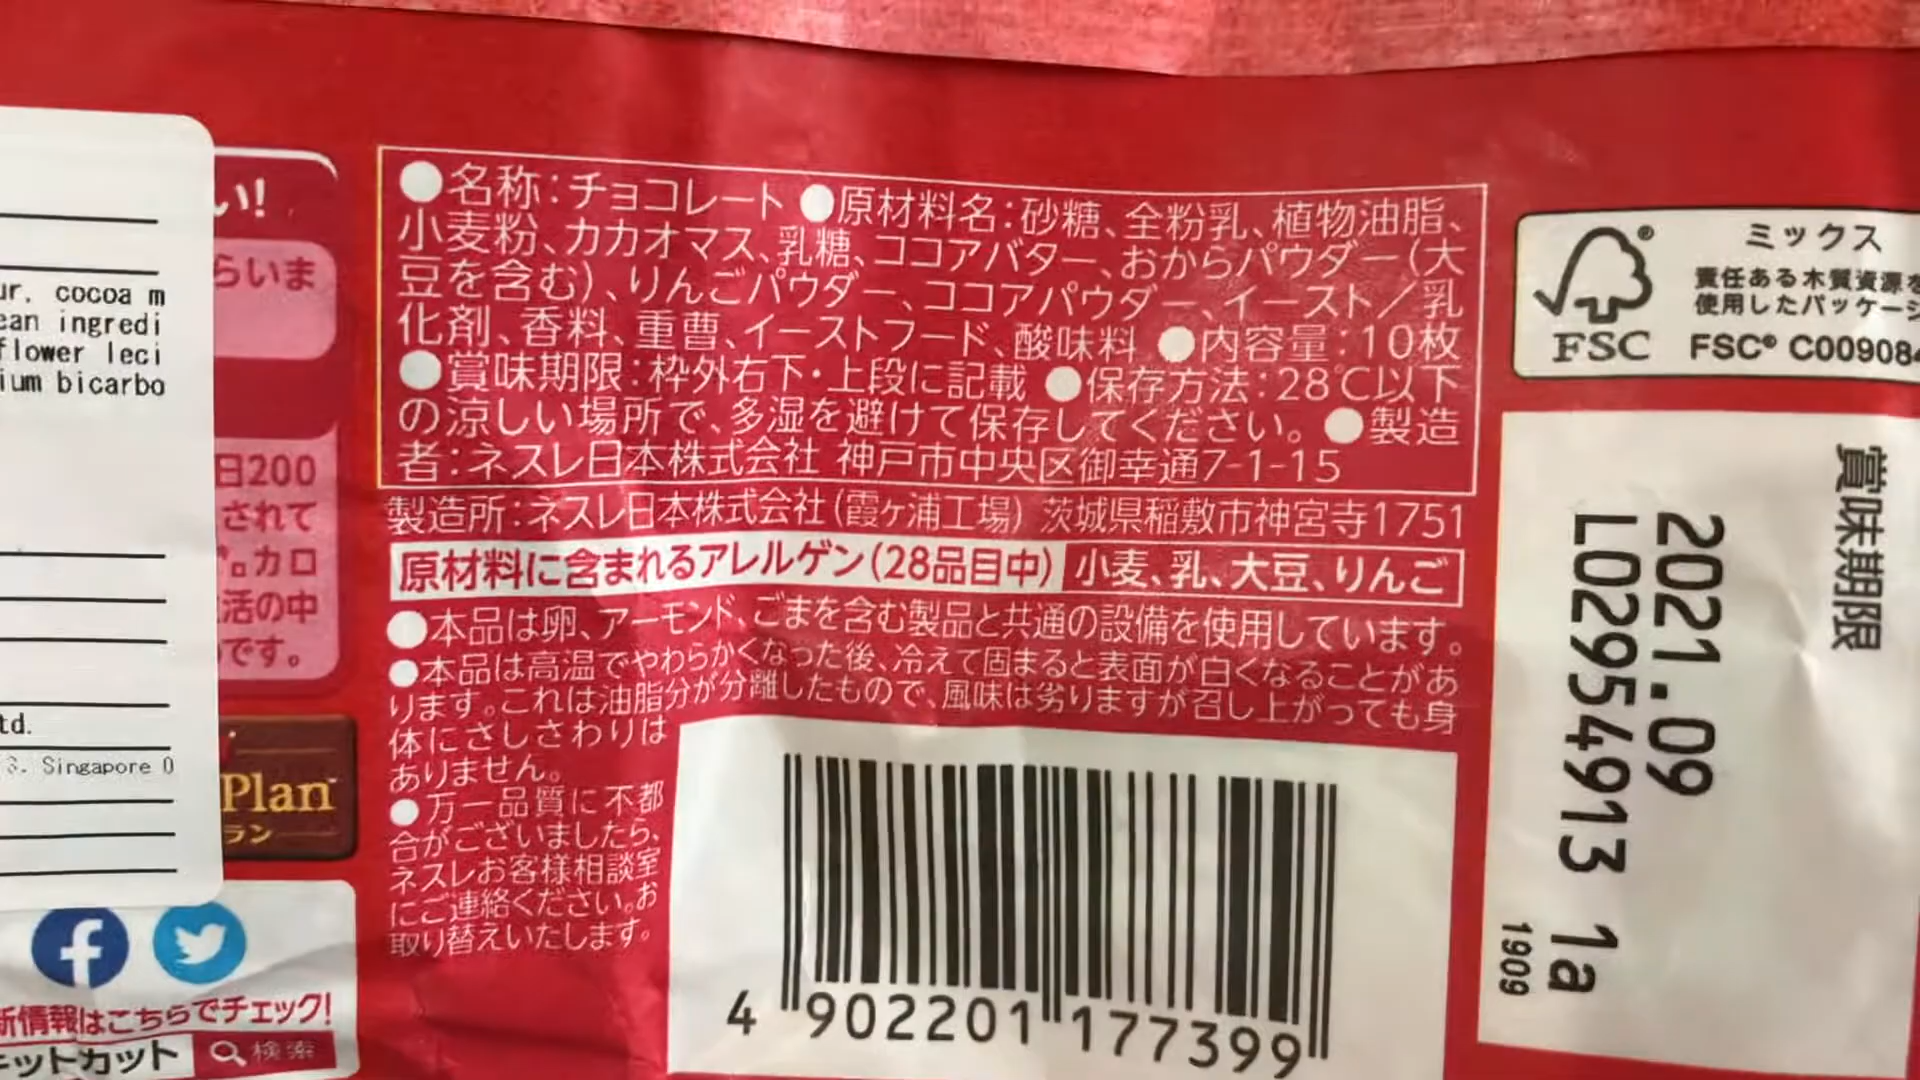 ur, cocoa m
ean ingredi
flower leci
ium bicarbo
td.
3. Singapore 0
い!
らいま
日200
されて
。カロ
活の中
です。
Plan
ラン
新情報はこちらでチェック!
キットカット 検索
●名称:チョコレート ●原材料名:砂糖、全粉乳、植物油脂、
小麦粉、カカオマス、乳糖、ココアバター、おからパウダー(大
豆を含む)、りんごパウダー、ココアパウダー、イースト/乳
化剤、香料、重曹、イーストフード、酸味料 ●内容量:10枚
●賞味期限:枠外右下・上段に記載 ●保存方法:28℃以下
の涼しい場所で、多湿を避けて保存してください。●製造
者:ネスレ日本株式会社 神戸市中央区御幸通7-1-15
製造所:ネスレ日本株式会社(霞ヶ浦工場) 茨城県稲敷市神宮寺1751
原材料に含まれるアレルゲン(28品目中) 小麦、乳、大豆、りんご
●本品は卵、アーモンド、ごまを含む製品と共通の設備を使用しています。
●本品は高温でやわらかくなった後、冷えて固まると表面が白くなることがあ
ります。これは油脂分が分離したもので、風味は劣りますが召し上がっても身
体にさしさわりは
ありません。
●万一品質に不都
合がございましたら、
ネスレお客様相談室
にご連絡ください。お
取り替えいたします。
4 902201 177399
ミックス
責任ある木質資源を
使用したパッケージ
FSC® C00908
FSC
賞味期限
2021.09
L02954913 1a
1909